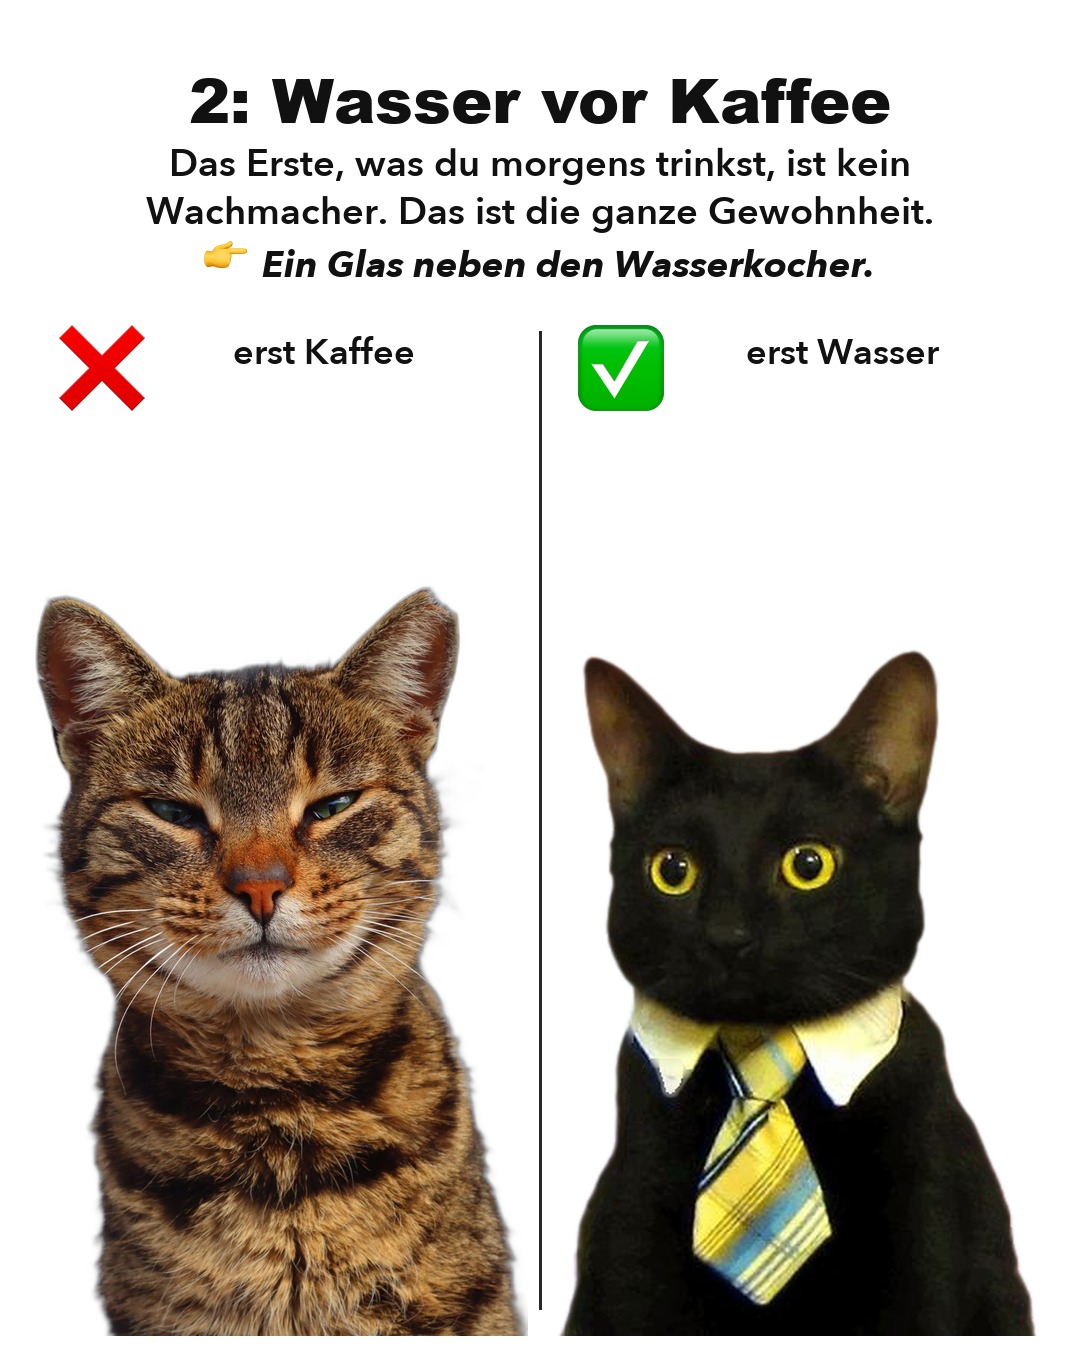 2: Wasser vor Kaffee
Das Erste, was du morgens trinkst, ist kein
Wachmacher. Das ist die ganze Gewohnheit.
👉 Ein Glas neben den Wasserkocher.
❌ erst Kaffee
✅ erst Wasser